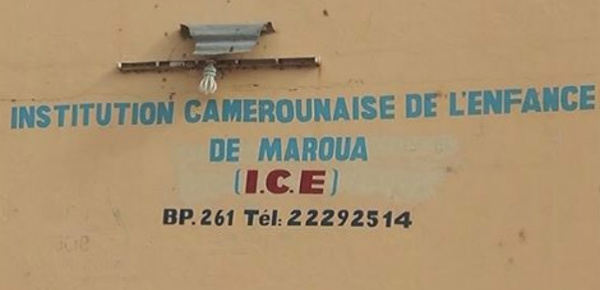 INSTITUTION CAMEROUNAISE DE L'ENFANCE
DE MAROUA
(I.C.E)
BP.261 Tél: 22292514